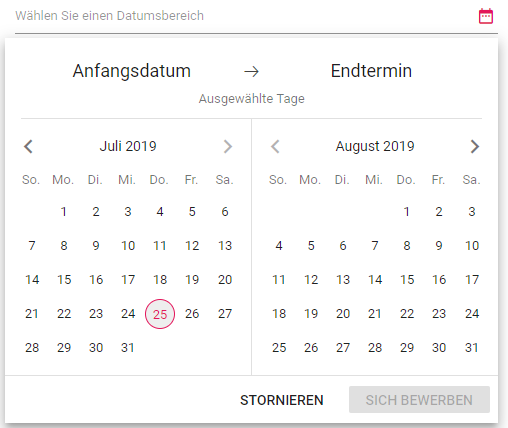 Wählen Sie einen Datumsbereich
Anfangsdatum → Endtermin
Ausgewählte Tage
Juli 2019
So. Mo. Di. Mi. Do. Fr. Sa.
1 2 3 4 5 6
7 8 9 10 11 12 13
14 15 16 17 18 19 20
21 22 23 24 25 26 27
28 29 30 31
August 2019
So. Mo. Di. Mi. Do. Fr. Sa.
1 2 3
4 5 6 7 8 9 10
11 12 13 14 15 16 17
18 19 20 21 22 23 24
25 26 27 28 29 30 31
STORNIEREN SICH BEWERBEN